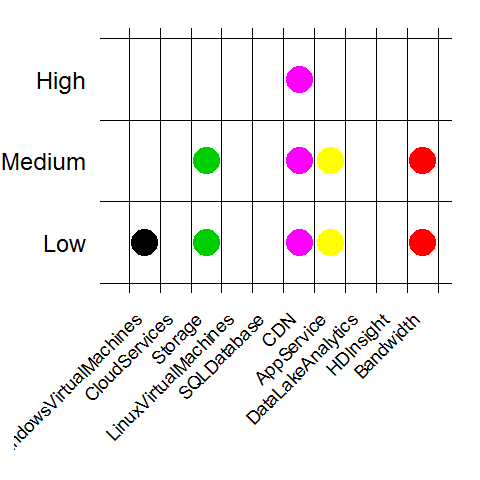 High
Medium
Low
ndowsVirtualMachines
CloudServices
Storage
LinuxVirtualMachines
SQLDatabase
CDN
AppService
DataLakeAnalytics
HDInsight
Bandwidth